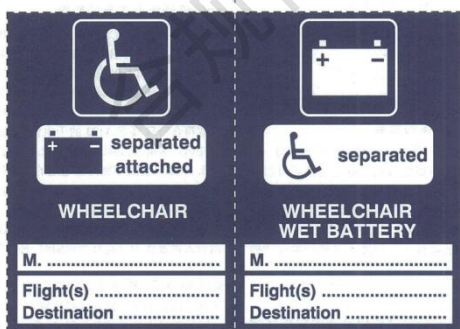 separated
attached
WHEELCHAIR
M. ..........................................
Flight(s) ..............................
Destination .........................
+ -
separated
WHEELCHAIR
WET BATTERY
M. ..........................................
Flight(s) ..............................
Destination .........................